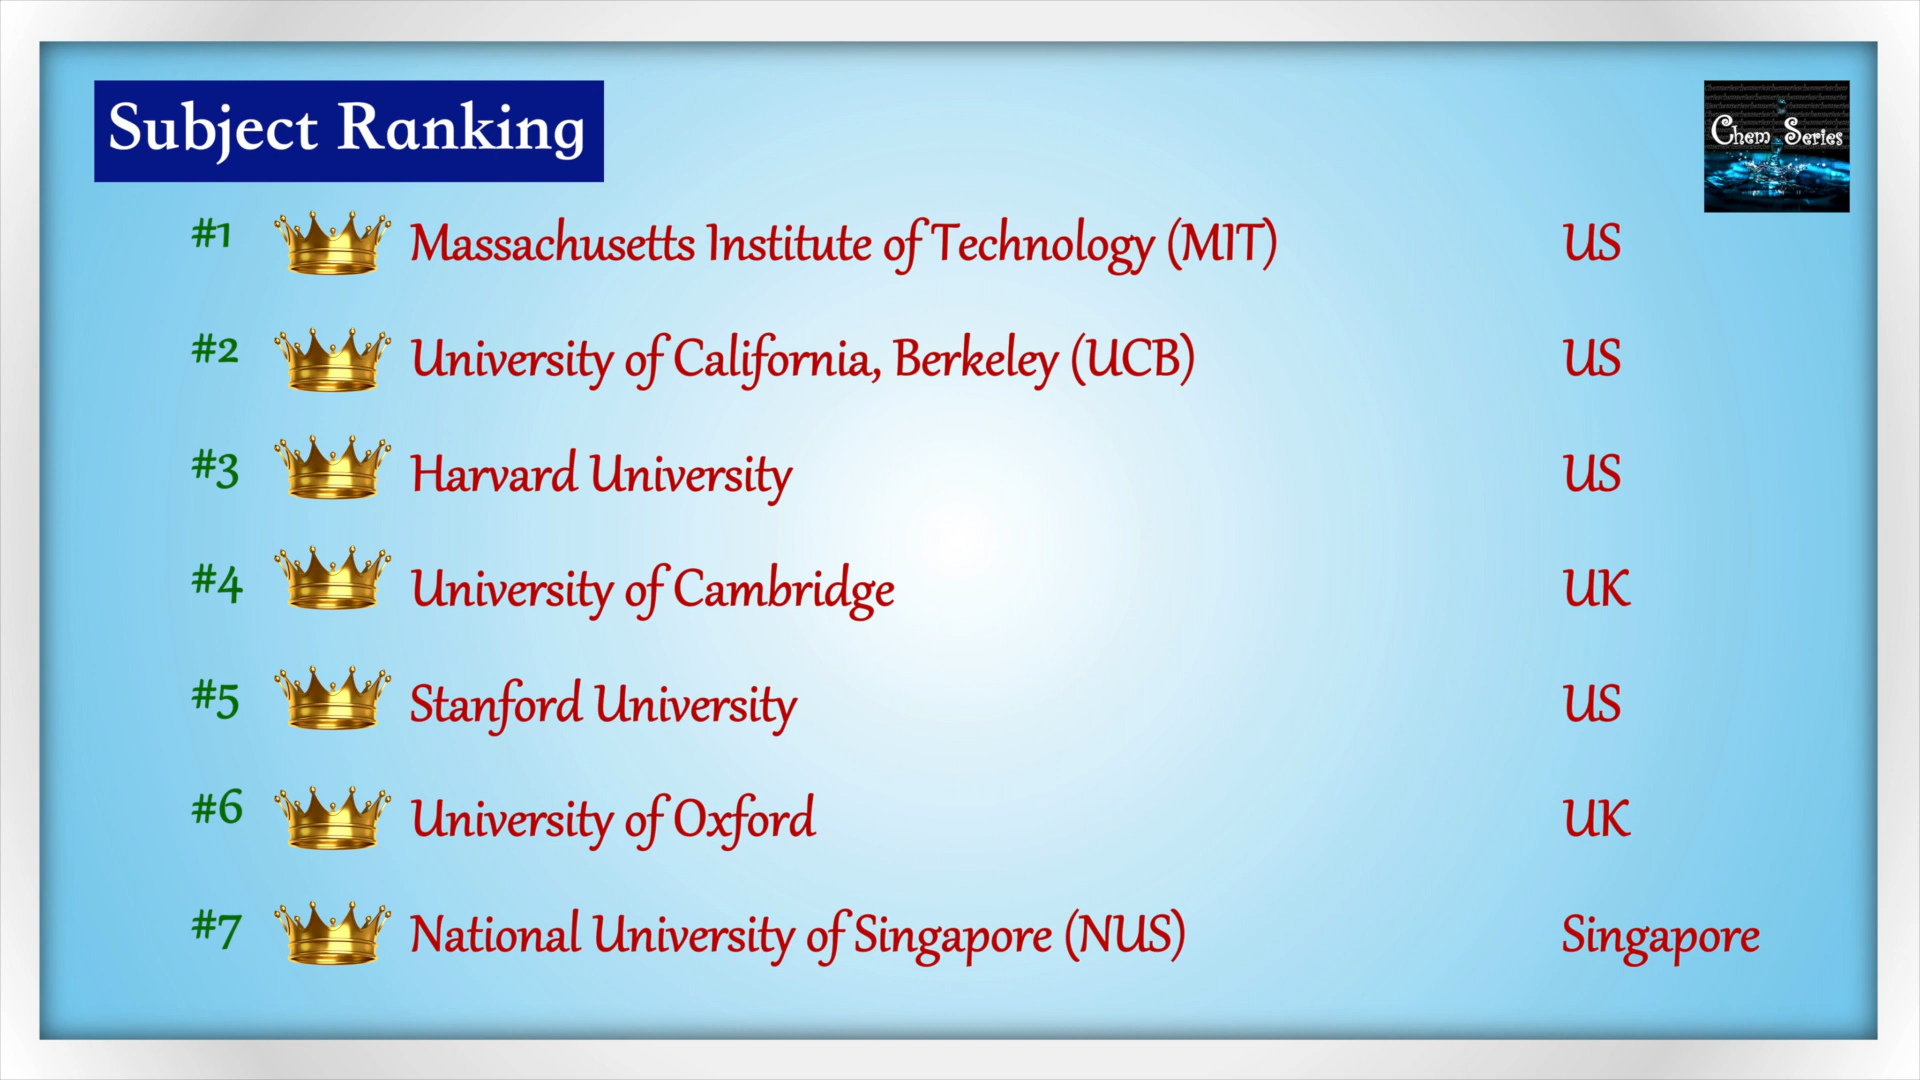 Subject Ranking
Chem Series
#1 Massachusetts Institute of Technology (MIT) US
#2 University of California, Berkeley (UCB) US
#3 Harvard University US
#4 University of Cambridge UK
#5 Stanford University US
#6 University of Oxford UK
#7 National University of Singapore (NUS) Singapore